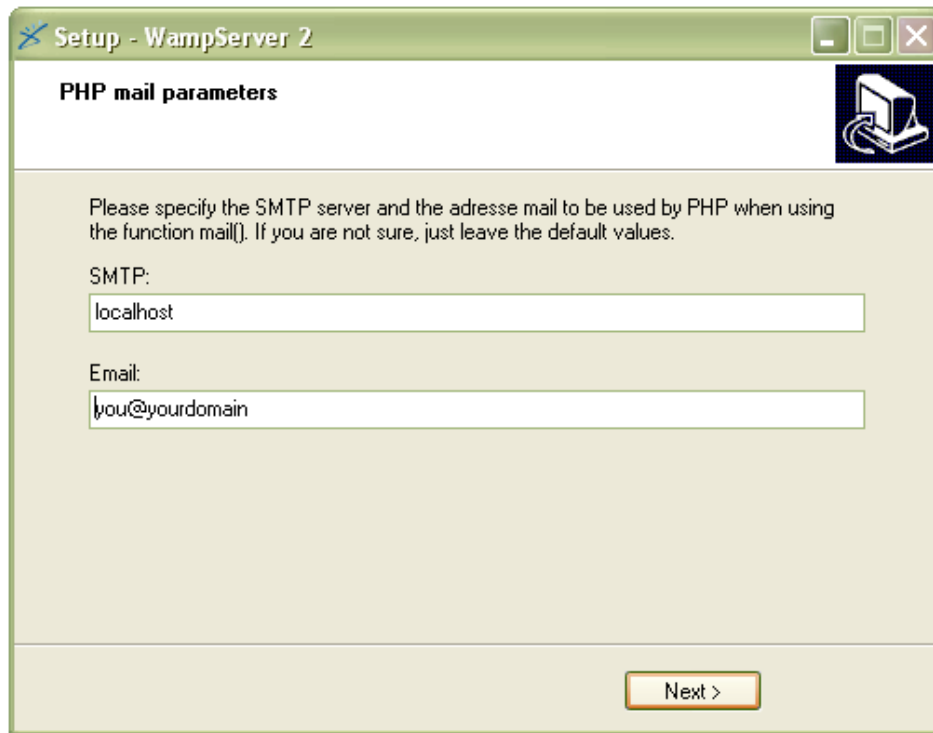 Setup - WampServer 2
PHP mail parameters
Please specify the SMTP server and the adresse mail to be used by PHP when using
the function mail(). If you are not sure, just leave the default values.
SMTP:
localhost
Email:
you@yourdomain
Next >